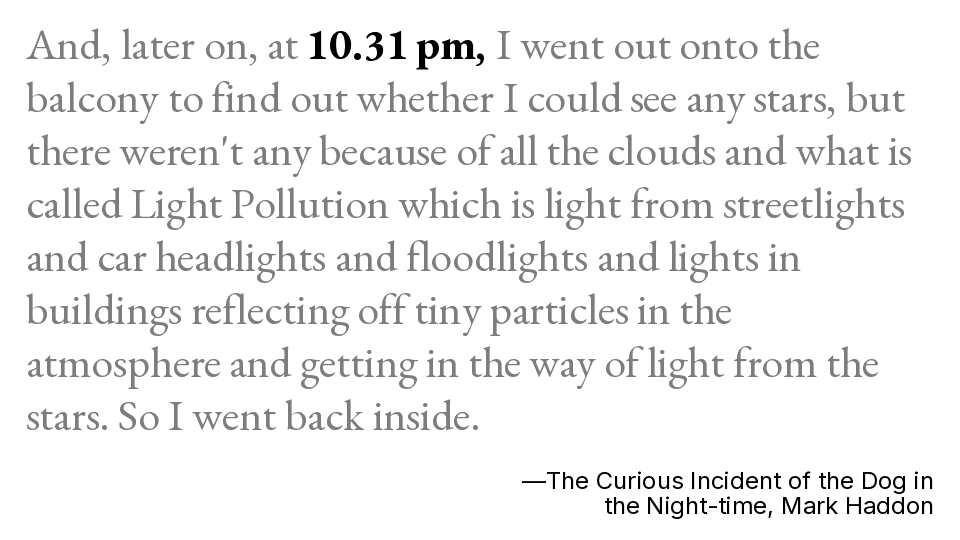 And, later on, at 10.31 pm, I went out onto the
balcony to find out whether I could see any stars, but
there weren't any because of all the clouds and what is
called Light Pollution which is light from streetlights
and car headlights and floodlights and lights in
buildings reflecting off tiny particles in the
atmosphere and getting in the way of light from the
stars. So I went back inside.
—The Curious Incident of the Dog in
the Night-time, Mark Haddon